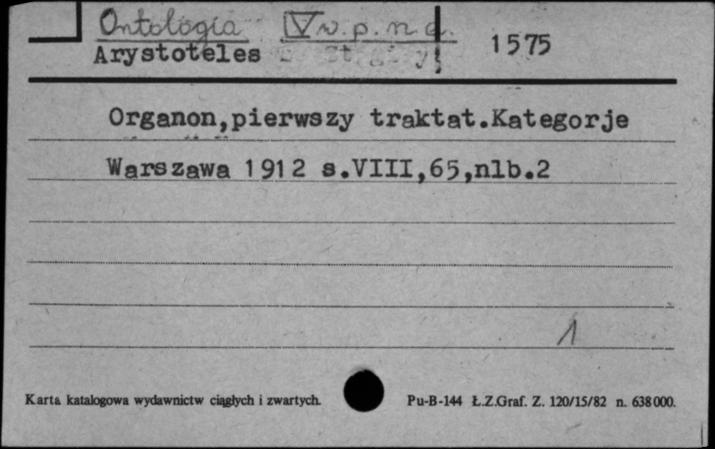 Ontologia IV w. p. n. e.
Arystoteles 1575
Organon,pierwszy traktat.Kategorje
Warszawa 1912 s.VIII,65,nlb.2
1
Karta katalogowa wydawnictw ciągłych i zwartych. Pu-B-144 Ł.Z.Graf. Z. 120/15/82 n. 638000.